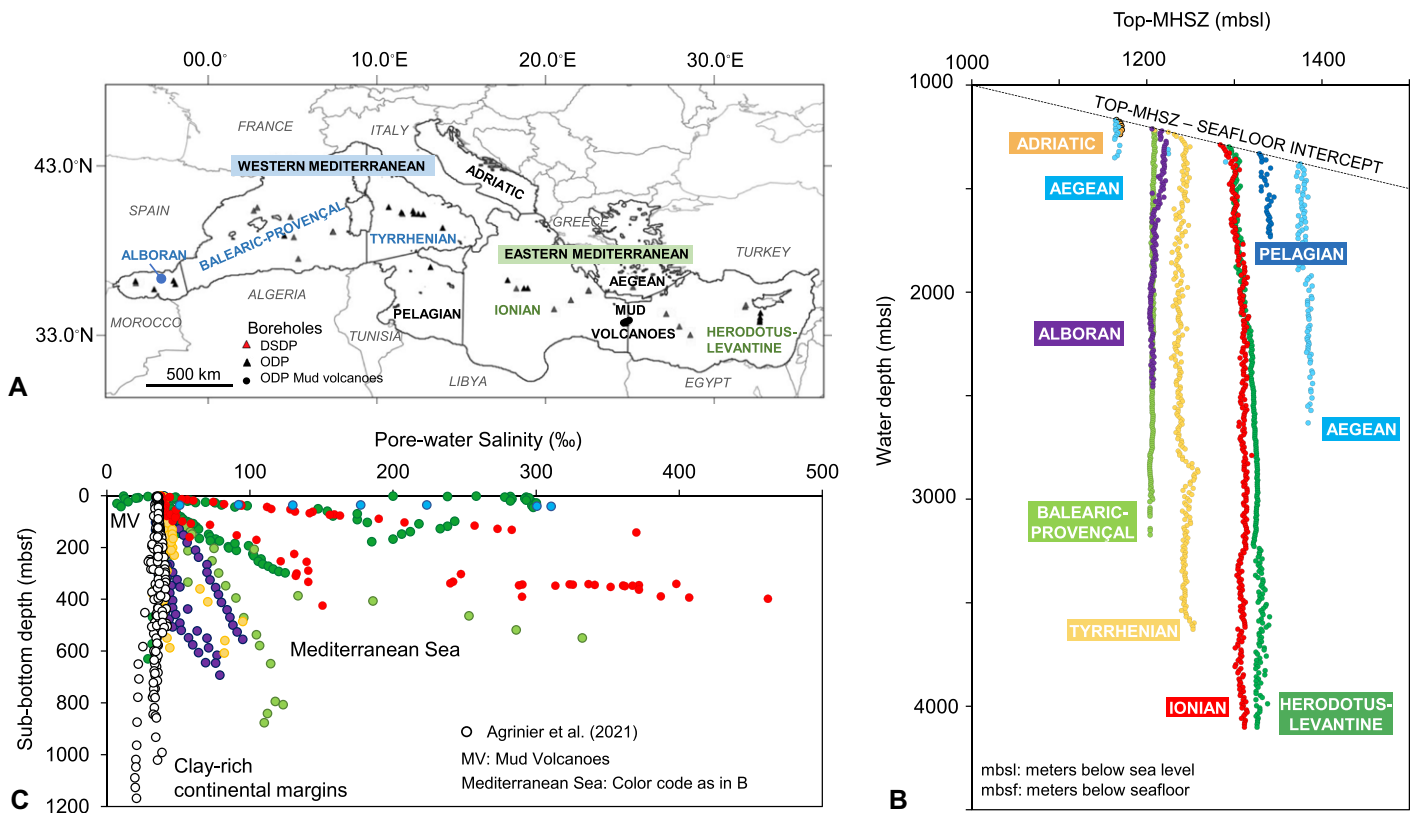 00.0° 10.0° 20.0° 30.0°
43.0°N
33.0°N
FRANCE
ITALY
WESTERN MEDITERRANEAN
ADRIATIC
SPAIN
BALEARIC-PROVENÇAL
TYRRHENIAN
GREECE
ALBORAN
EASTERN MEDITERRANEAN
TURKEY
AEGEAN
ALGERIA
IONIAN
MUD
VOLCANOES
PELAGIAN
MOROCCO
TUNISIA
HERODOTUS-
LEVANTINE
Boreholes
DSDP
ODP
ODP Mud volcanoes
500 km
LIBYA
EGYPT
A
Pore-water Salinity (‰)
0 100 200 300 400 500
Sub-bottom depth (mbsf)
0
200
400
600
800
1000
1200
MV
Mediterranean Sea
Agrinier et al. (2021)
MV: Mud Volcanoes
Mediterranean Sea: Color code as in B
Clay-rich
continental margins
C
Top-MHSZ (mbsl)
1000 1200 1400
Water depth (mbsl)
1000
2000
3000
4000
TOP-MHSZ – SEAFLOOR INTERCEPT
ADRIATIC
AEGEAN
PELAGIAN
ALBORAN
AEGEAN
BALEARIC-
PROVENÇAL
TYRRHENIAN
IONIAN
HERODOTUS-
LEVANTINE
mbsl: meters below sea level
mbsf: meters below seafloor
B